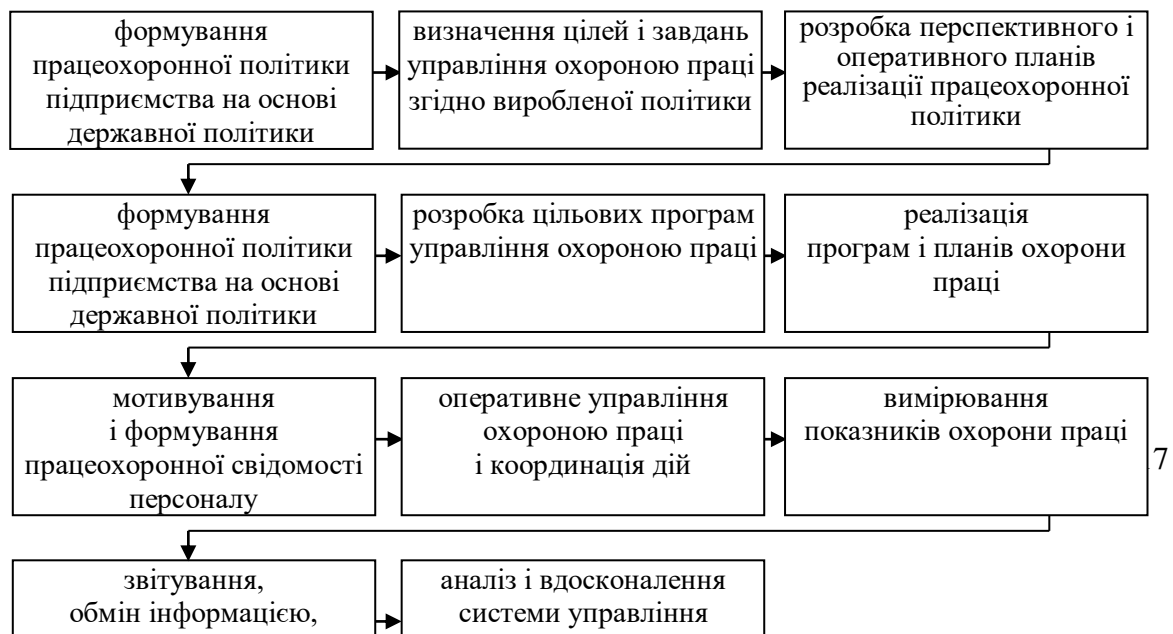 формування
працеохоронної політики
підприємства на основі
державної політики
визначення цілей і завдань
управління охороною праці
згідно виробленої політики
розробка перспективного і
оперативного планів
реалізації працеохоронної
політики
формування
працеохоронної політики
підприємства на основі
державної політики
розробка цільових програм
управління охороною праці
реалізація
програм і планів охорони
праці
мотивування
і формування
працеохоронної свідомості
персоналу
оперативне управління
охороною праці
і координація дій
вимірювання
показників охорони праці
7
звітування,
обмін інформацією,
аналіз і вдосконалення
системи управління